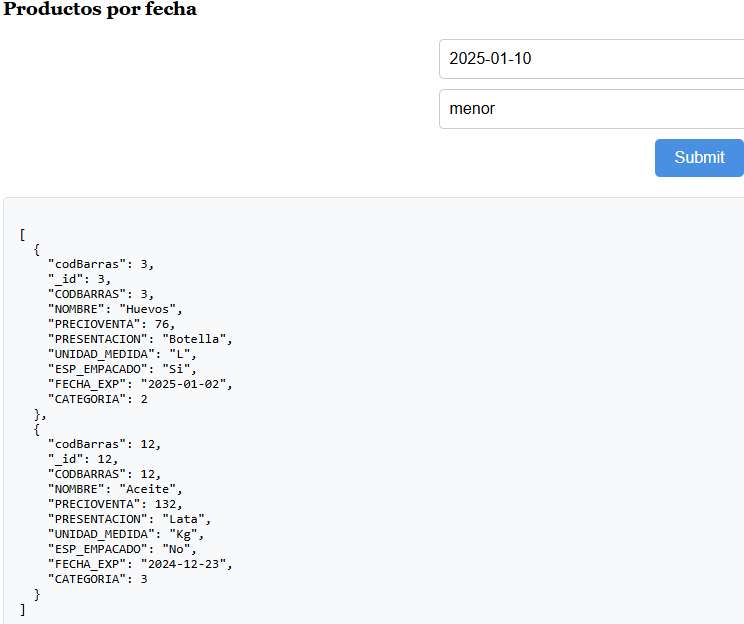 Productos por fecha
2025-01-10
menor
Submit
[
  {
    "codBarras": 3,
    "_id": 3,
    "CODBARRAS": 3,
    "NOMBRE": "Huevos",
    "PRECIOVENTA": 76,
    "PRESENTACION": "Botella",
    "UNIDAD_MEDIDA": "L",
    "ESP_EMPACADO": "Si",
    "FECHA_EXP": "2025-01-02",
    "CATEGORIA": 2
  },
  {
    "codBarras": 12,
    "_id": 12,
    "CODBARRAS": 12,
    "NOMBRE": "Aceite",
    "PRECIOVENTA": 132,
    "PRESENTACION": "Lata",
    "UNIDAD_MEDIDA": "Kg",
    "ESP_EMPACADO": "No",
    "FECHA_EXP": "2024-12-23",
    "CATEGORIA": 3
  }
]